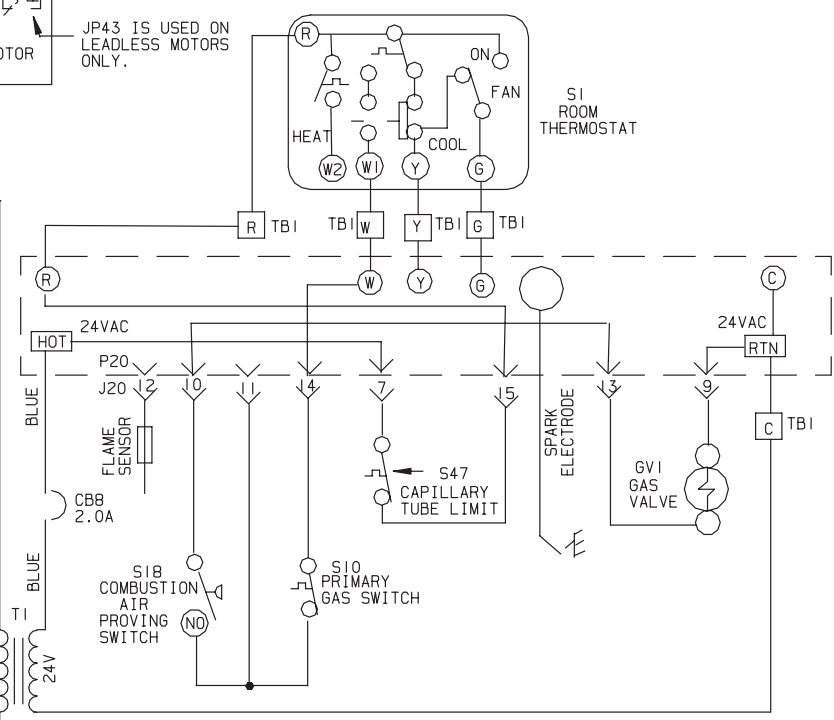 JP43 IS USED ON
LEADLESS MOTORS
ONLY.
OTOR
R
ON
FAN
S1
ROOM
THERMOSTAT
HEAT
COOL
W2
W1
Y
G
R
TB1
TB1
W
Y
TB1
G
TB1
R
W
Y
G
C
24VAC
24VAC
HOT
RTN
P20
J20
12
10
11
14
7
15
13
9
BLUE
FLAME
SENSOR
SPARK
ELECTRODE
C
TB1
S47
CAPILLARY
TUBE LIMIT
GV1
GAS
VALVE
CB8
2.0A
BLUE
S18
COMBUSTION
AIR
PROVING
SWITCH
NO
S10
PRIMARY
GAS SWITCH
T1
24V